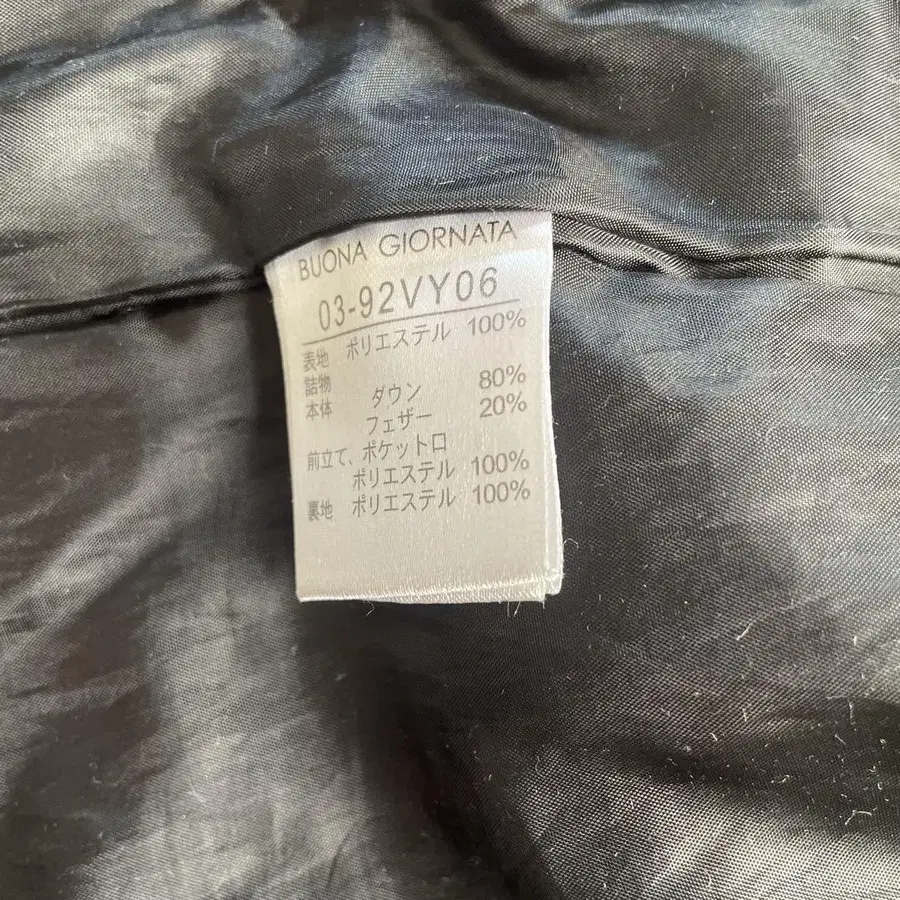 BUONA GIORNATA
03-92VY06
表地 ポリエステル 100%
詰物
本体 ダウン 80%
フェザー 20%
前立て、ポケット口
ポリエステル 100%
裏地 ポリエステル 100%